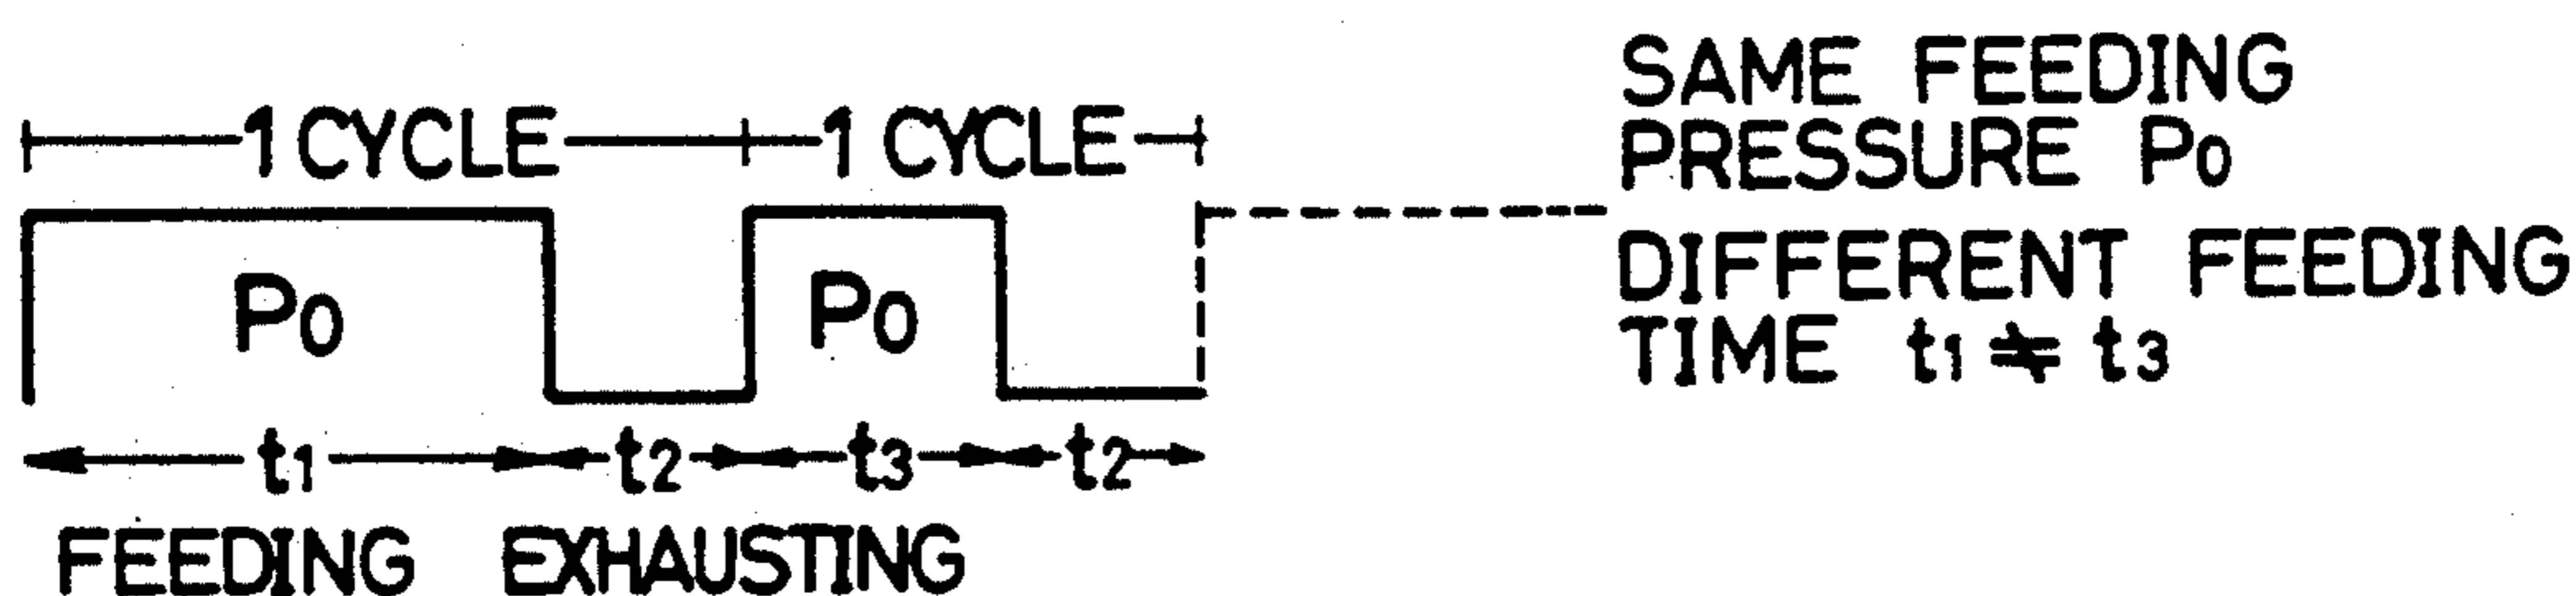 1 CYCLE 1 CYCLE
SAME FEEDING
PRESSURE P0
P0 P0
DIFFERENT FEEDING
TIME t1 ≒̸ t3
t1 t2 t3 t2
FEEDING EXHAUSTING